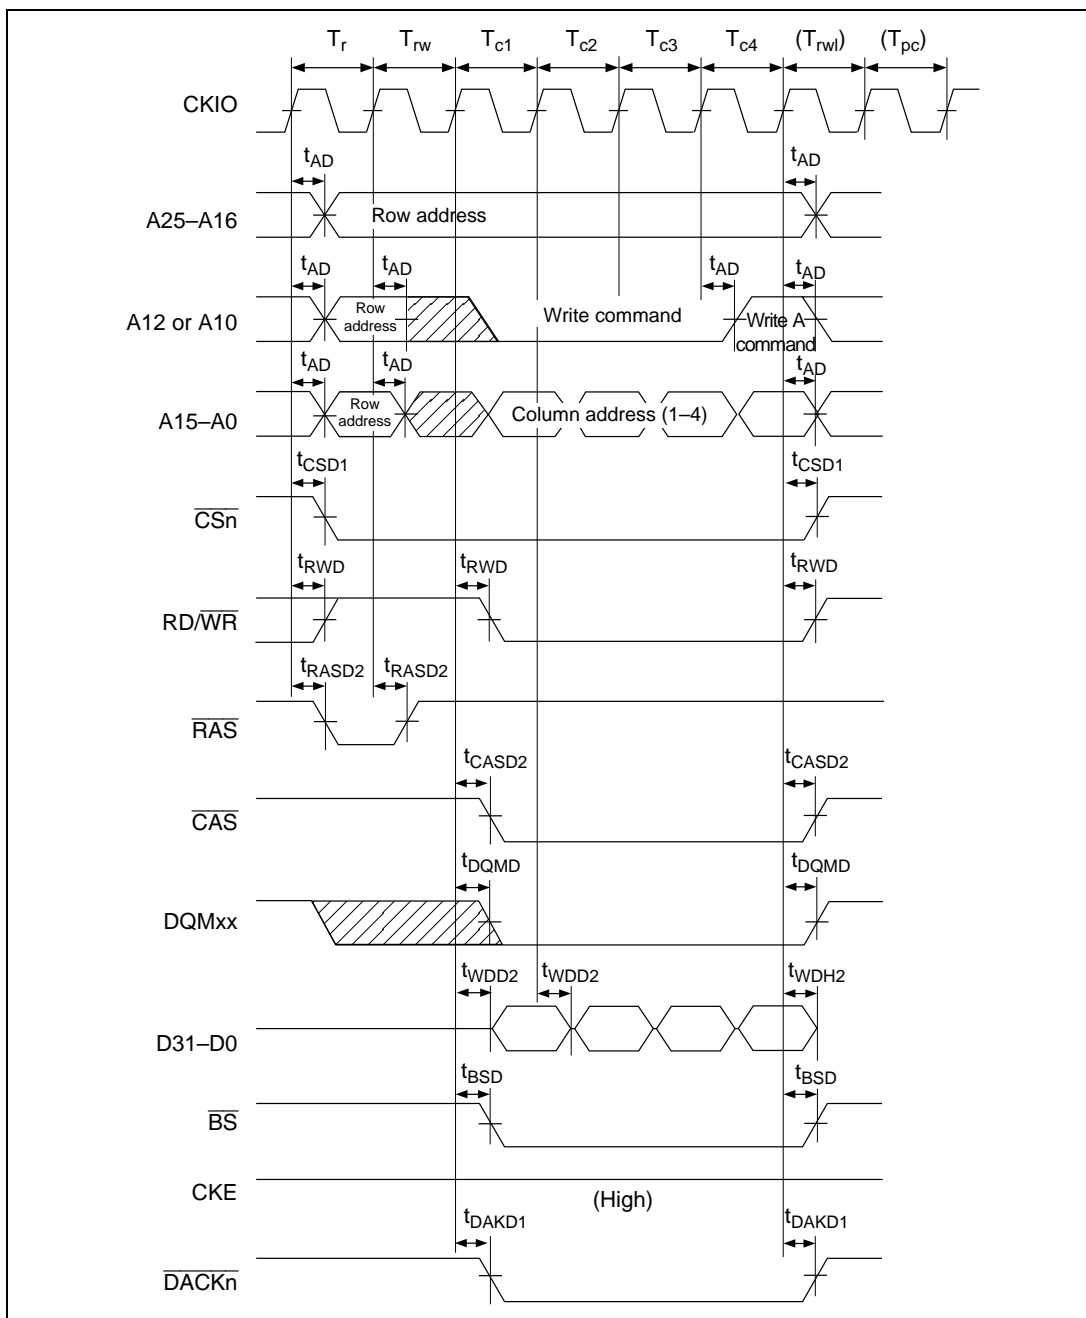 Tr Trw Tc1 Tc2 Tc3 Tc4 (Trwl) (Tpc)
CKIO
tAD tAD
A25–A16 Row address
tAD tAD tAD tAD
A12 or A10 Row address Write command Write A command
tAD tAD tAD
A15–A0 Row address Column address (1–4)
tCSD1 tCSD1
CSn
tRWD tRWD tRWD
RD/WR
tRASD2 tRASD2
RAS
tCASD2 tCASD2
CAS
tDQMD tDQMD
DQMxx
tWDD2 tWDD2 tWDH2
D31–D0
tBSD tBSD
BS
CKE (High)
tDAKD1 tDAKD1
DACKn